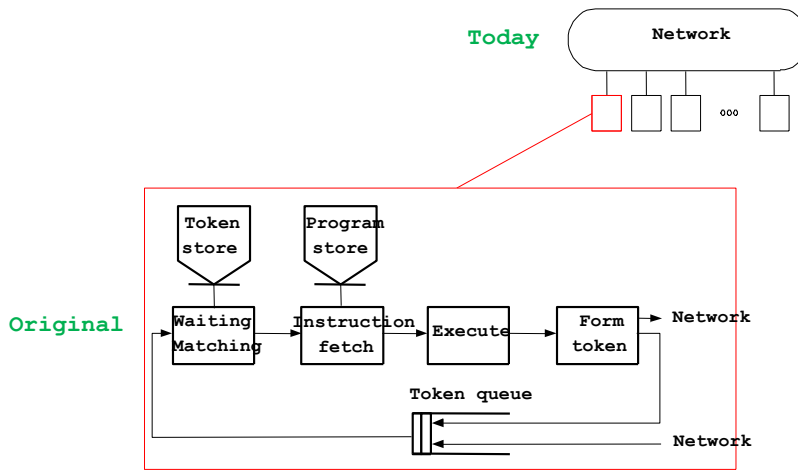 Today
Network
Token
store
Program
store
Original
Waiting
Matching
Instruction
fetch
Execute
Form
token
Network
Token queue
Network